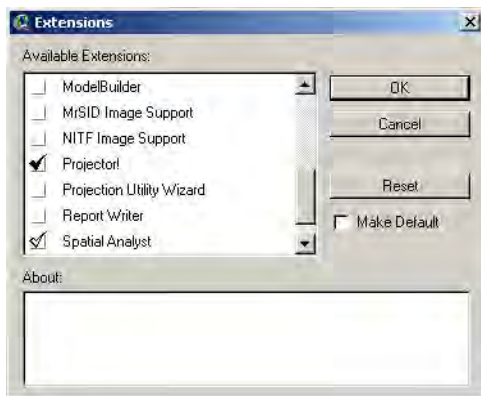 Extensions
Available Extensions:
ModelBuilder
MrSID Image Support
NITF Image Support
Projector!
Projection Utility Wizard
Report Writer
Spatial Analyst
OK
Cancel
Reset
Make Default
About: